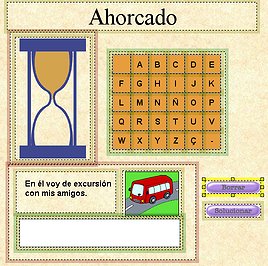 Ahorcado
A B C D E
F G H I J K
L M N Ñ O P
Q R S T U V
W X Y Z Ç -
En él voy de excursión
con mis amigos.
Borrar
Solucionar